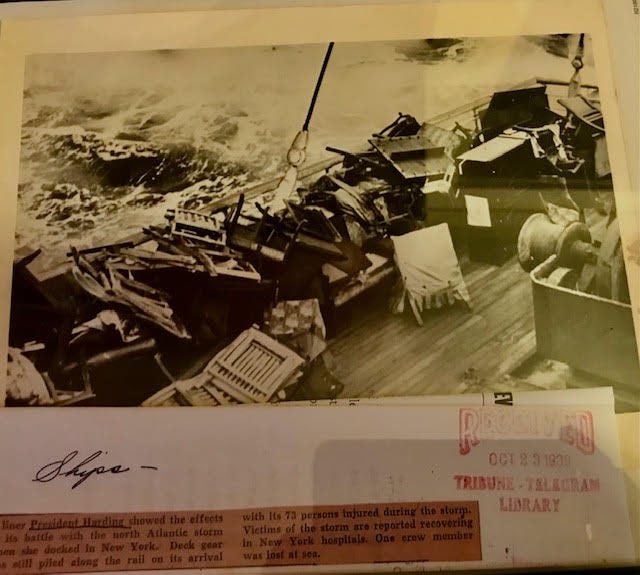 Ships -
RECEIVED
OCT 23 1939
TRIBUNE-TELEGRAM
LIBRARY
liner President Harding showed the effects
its battle with the north Atlantic storm
en she docked in New York. Deck gear
s still piled along the rail on its arrival
with its 73 persons injured during the storm.
Victims of the storm are reported recovering
in New York hospitals. One crew member
was lost at sea.